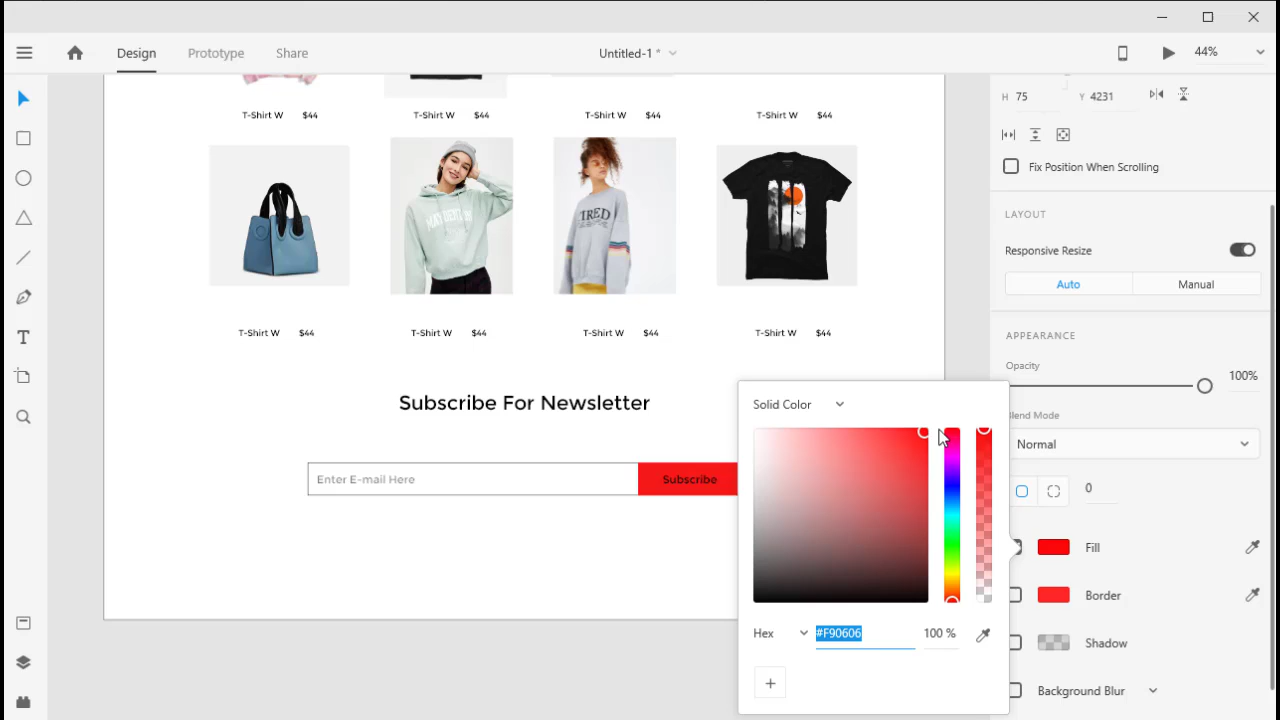 Design
Prototype
Share
Untitled-1 *
44%
H 75
Y 4231
T-Shirt W $44
T-Shirt W $44
T-Shirt W $44
T-Shirt W $44
Fix Position When Scrolling
LAYOUT
Responsive Resize
Auto
Manual
TIRED
T-Shirt W $44
T-Shirt W $44
T-Shirt W $44
T-Shirt W $44
APPEARANCE
Opacity
100%
Subscribe For Newsletter
Solid Color
Blend Mode
Normal
Enter E-mail Here
Subscribe
0
Fill
Border
Hex
#F90606
100 %
Shadow
+
Background Blur